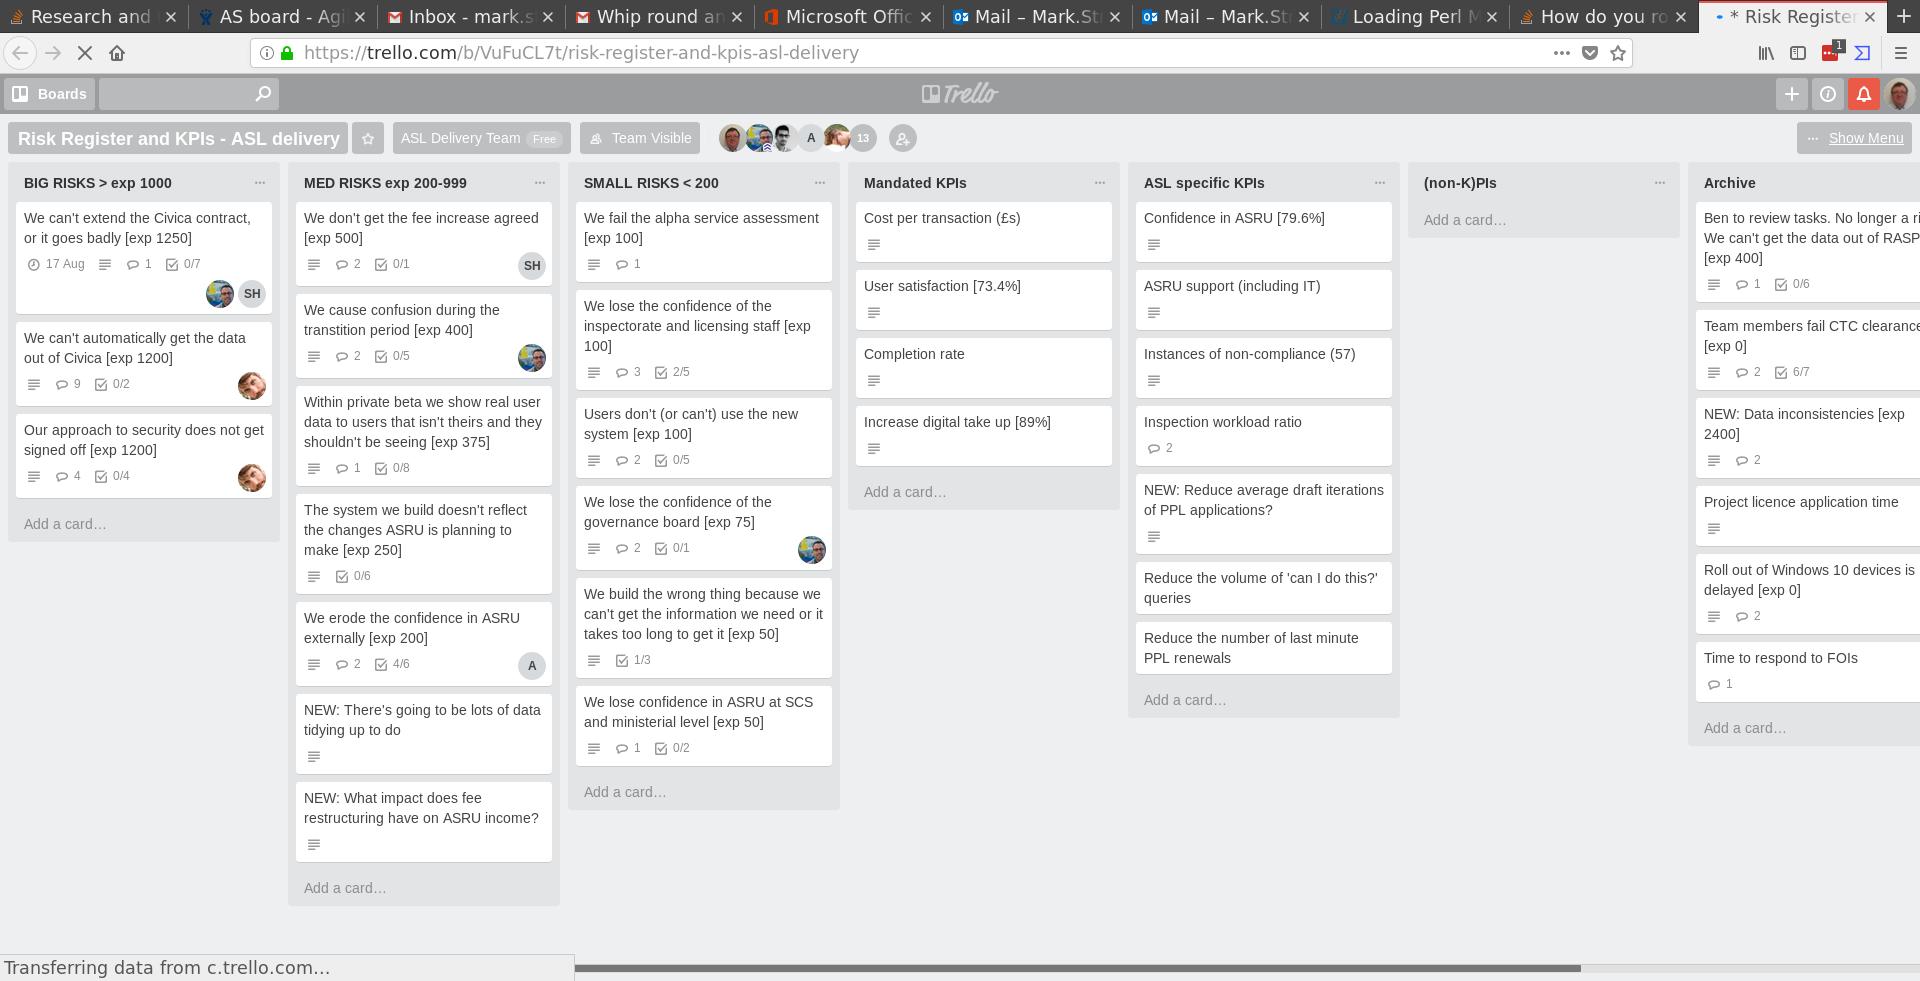 Research and
AS board - Agi
Inbox - mark.s
Whip round an
Microsoft Offic
Mail – Mark.Str
Mail – Mark.Str
Loading Perl M
How do you ro
* Risk Register
https://trello.com/b/VuFuCL7t/risk-register-and-kpis-asl-delivery
1
Boards
Trello
Risk Register and KPIs - ASL delivery
ASL Delivery Team Free
Team Visible
A
13
Show Menu
BIG RISKS > exp 1000
We can't extend the Civica contract,
or it goes badly [exp 1250]
17 Aug 1 0/7
SH
We can't automatically get the data
out of Civica [exp 1200]
9 0/2
Our approach to security does not get
signed off [exp 1200]
4 0/4
Add a card…
MED RISKS exp 200-999
We don't get the fee increase agreed
[exp 500]
2 0/1
SH
We cause confusion during the
transtition period [exp 400]
2 0/5
Within private beta we show real user
data to users that isn't theirs and they
shouldn't be seeing [exp 375]
1 0/8
The system we build doesn't reflect
the changes ASRU is planning to
make [exp 250]
0/6
We erode the confidence in ASRU
externally [exp 200]
2 4/6
A
NEW: There's going to be lots of data
tidying up to do
NEW: What impact does fee
restructuring have on ASRU income?
Add a card…
SMALL RISKS < 200
We fail the alpha service assessment
[exp 100]
1
We lose the confidence of the
inspectorate and licensing staff [exp
100]
3 2/5
Users don't (or can't) use the new
system [exp 100]
2 0/5
We lose the confidence of the
governance board [exp 75]
2 0/1
We build the wrong thing because we
can't get the information we need or it
takes too long to get it [exp 50]
1/3
We lose confidence in ASRU at SCS
and ministerial level [exp 50]
1 0/2
Add a card…
Mandated KPIs
Cost per transaction (£s)
User satisfaction [73.4%]
Completion rate
Increase digital take up [89%]
Add a card…
ASL specific KPIs
Confidence in ASRU [79.6%]
ASRU support (including IT)
Instances of non-compliance (57)
Inspection workload ratio
2
NEW: Reduce average draft iterations
of PPL applications?
Reduce the volume of 'can I do this?'
queries
Reduce the number of last minute
PPL renewals
Add a card…
(non-K)PIs
Add a card…
Archive
Ben to review tasks. No longer a ri
We can't get the data out of RASP
[exp 400]
1 0/6
Team members fail CTC clearance
[exp 0]
2 6/7
NEW: Data inconsistencies [exp
2400]
2
Project licence application time
Roll out of Windows 10 devices is
delayed [exp 0]
2
Time to respond to FOIs
1
Add a card…
Transferring data from c.trello.com…